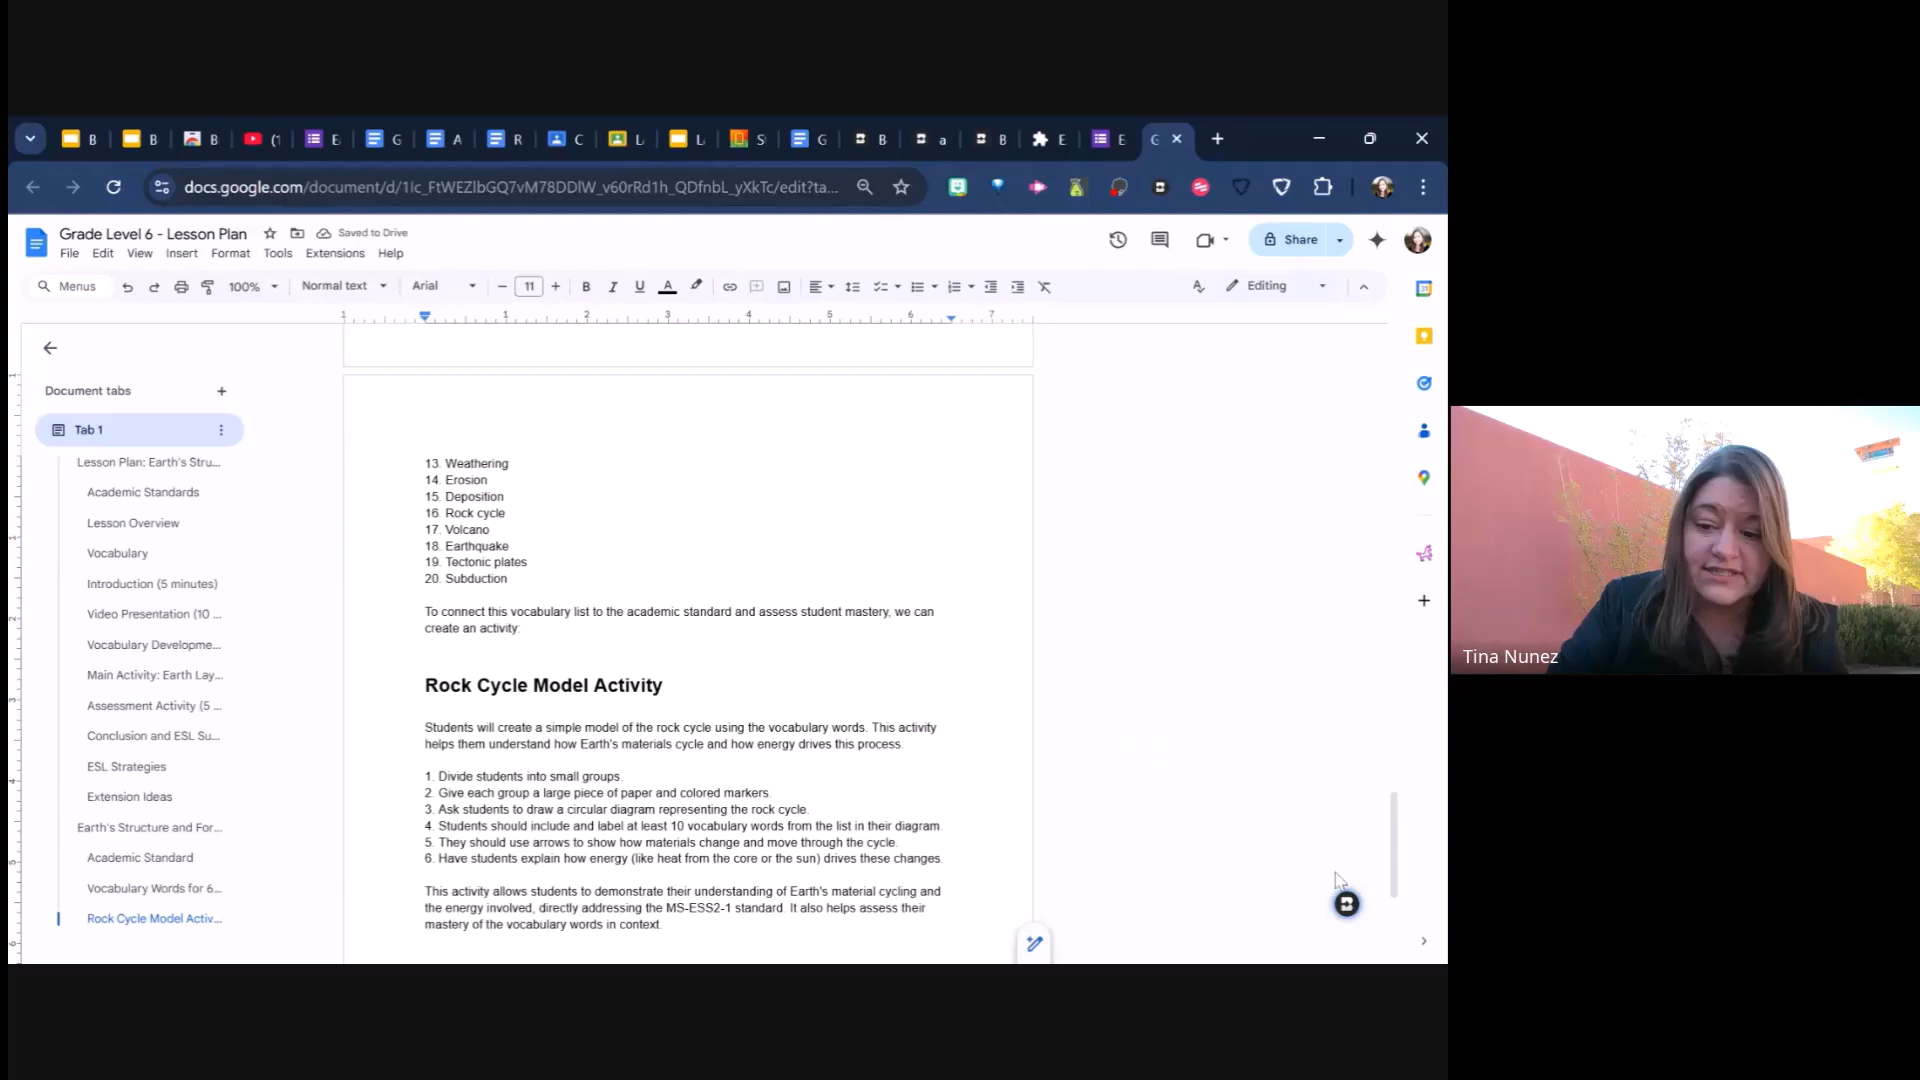 B
B
B
(1
E
G
A
R
C
L
L
S
G
B
a
B
E
E
G
docs.google.com/document/d/1Ic_FtWEZlbGQ7vM78DDlW_v60rRd1h_QDfnbL_yXkTc/edit?ta...
Grade Level 6 - Lesson Plan
Saved to Drive
File Edit View Insert Format Tools Extensions Help
Share
Menus
100%
Normal text
Arial
11
Editing
1 1 2 3 4 5 6 7
Document tabs
Tab 1
Lesson Plan: Earth's Stru...
Academic Standards
Lesson Overview
Vocabulary
Introduction (5 minutes)
Video Presentation (10 ...
Vocabulary Developme...
Main Activity: Earth Lay...
Assessment Activity (5 ...
Conclusion and ESL Su...
ESL Strategies
Extension Ideas
Earth's Structure and For...
Academic Standard
Vocabulary Words for 6...
Rock Cycle Model Activ...
13. Weathering
14. Erosion
15. Deposition
16. Rock cycle
17. Volcano
18. Earthquake
19. Tectonic plates
20. Subduction
To connect this vocabulary list to the academic standard and assess student mastery, we can
create an activity:
Rock Cycle Model Activity
Students will create a simple model of the rock cycle using the vocabulary words. This activity
helps them understand how Earth's materials cycle and how energy drives this process.
1. Divide students into small groups.
2. Give each group a large piece of paper and colored markers.
3. Ask students to draw a circular diagram representing the rock cycle.
4. Students should include and label at least 10 vocabulary words from the list in their diagram.
5. They should use arrows to show how materials change and move through the cycle.
6. Have students explain how energy (like heat from the core or the sun) drives these changes.
This activity allows students to demonstrate their understanding of Earth's material cycling and
the energy involved, directly addressing the MS-ESS2-1 standard. It also helps assess their
mastery of the vocabulary words in context.
Tina Nunez